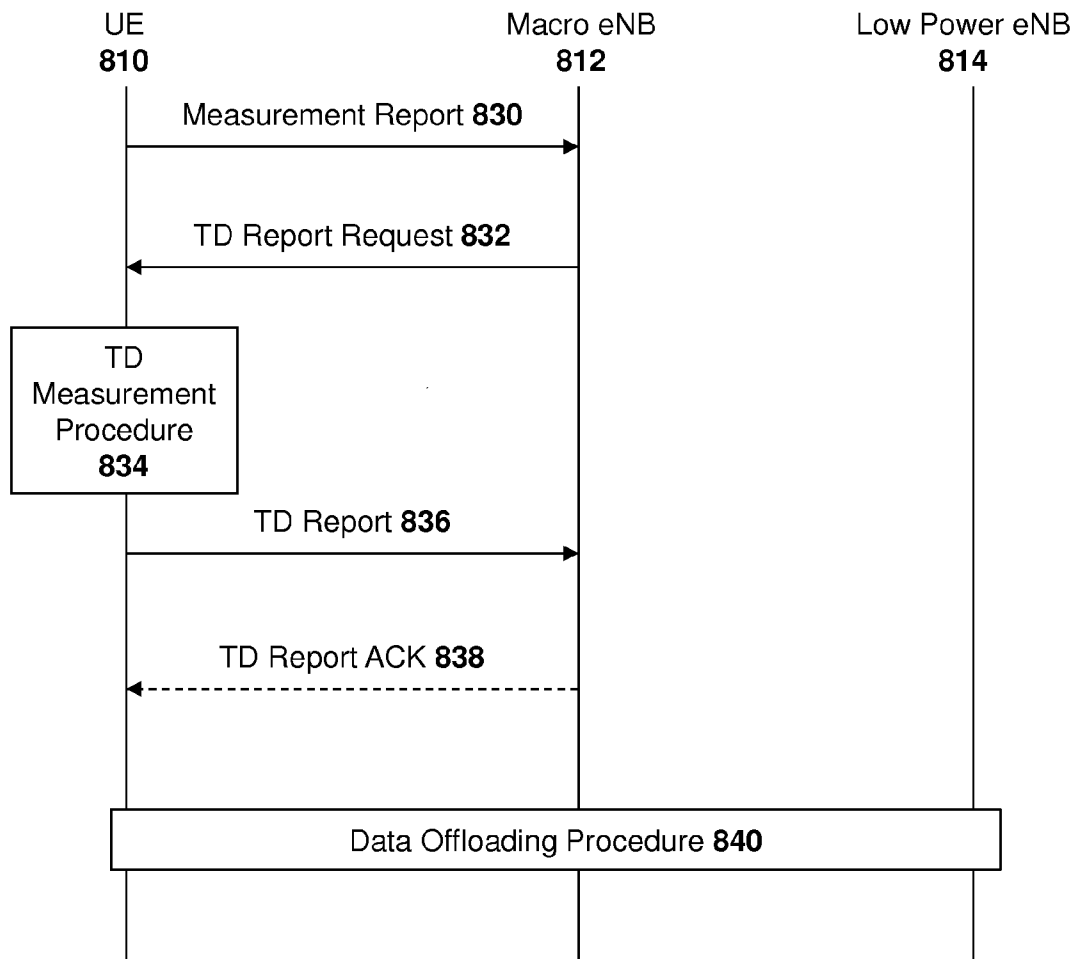 UE
810
Macro eNB
812
Low Power eNB
814
Measurement Report 830
TD Report Request 832
TD
Measurement
Procedure
834
TD Report 836
TD Report ACK 838
Data Offloading Procedure 840